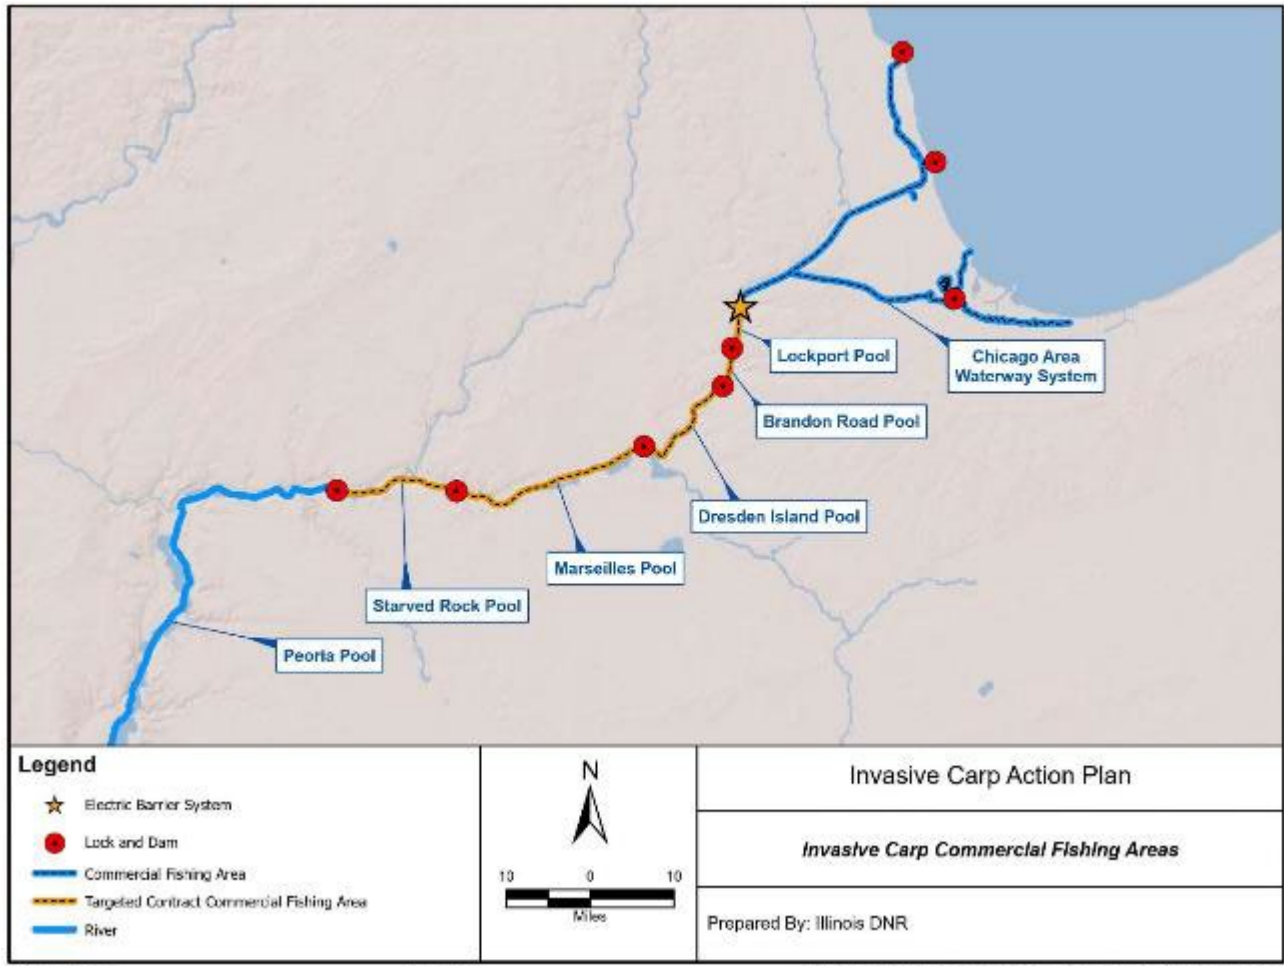 Lockport Pool
Chicago Area
Waterway System
Brandon Road Pool
Dresden Island Pool
Marseilles Pool
Starved Rock Pool
Peoria Pool
Legend
Electric Barrier System
Lock and Dam
Commercial Fishing Area
Targeted Contract Commercial Fishing Area
River
N
10 0 10
Miles
Invasive Carp Action Plan
Invasive Carp Commercial Fishing Areas
Prepared By: Illinois DNR